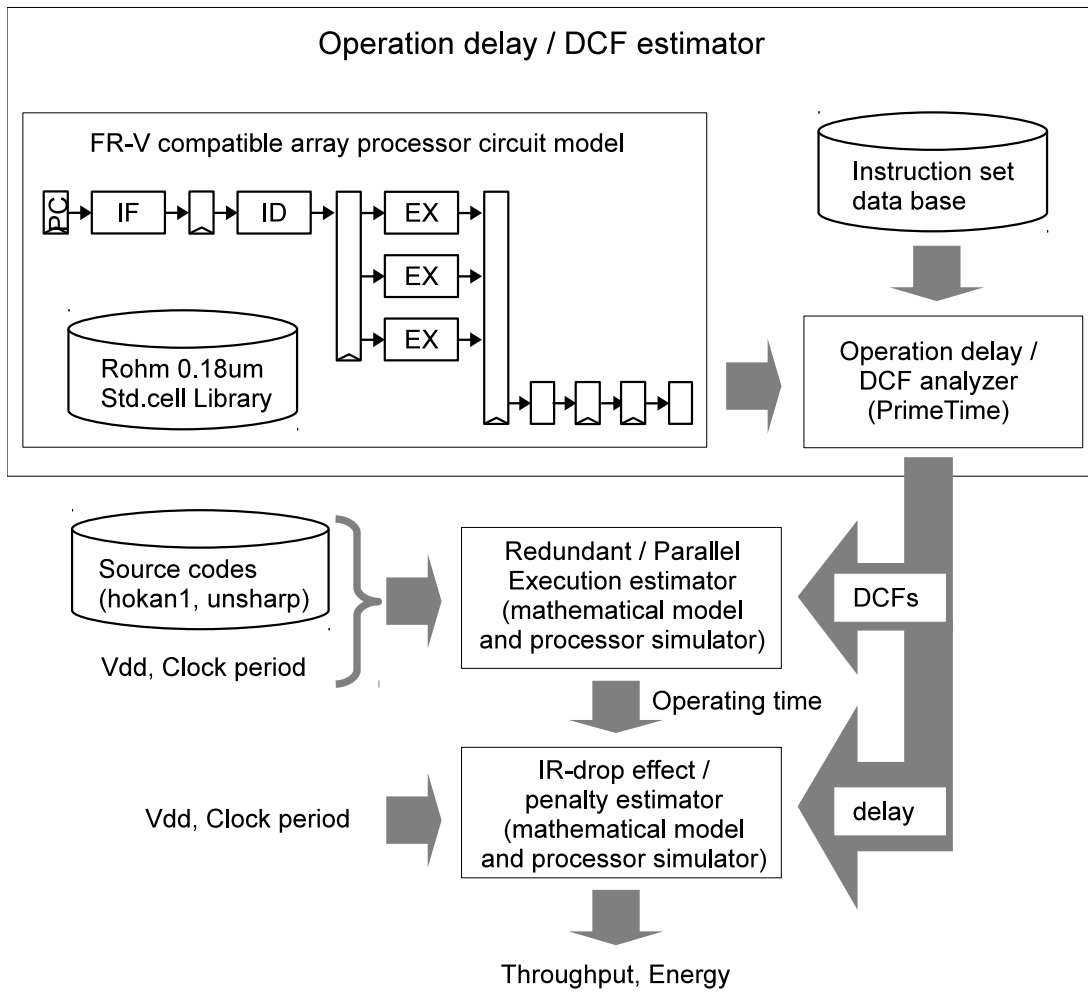 Operation delay / DCF estimator
FR-V compatible array processor circuit model
PC
IF
ID
EX
EX
EX
Rohm 0.18um
Std.cell Library
Instruction set
data base
Operation delay /
DCF analyzer
(PrimeTime)
Source codes
(hokan1, unsharp)
Vdd, Clock period
Redundant / Parallel
Execution estimator
(mathematical model
and processor simulator)
DCFs
Operating time
Vdd, Clock period
IR-drop effect /
penalty estimator
(mathematical model
and processor simulator)
delay
Throughput, Energy